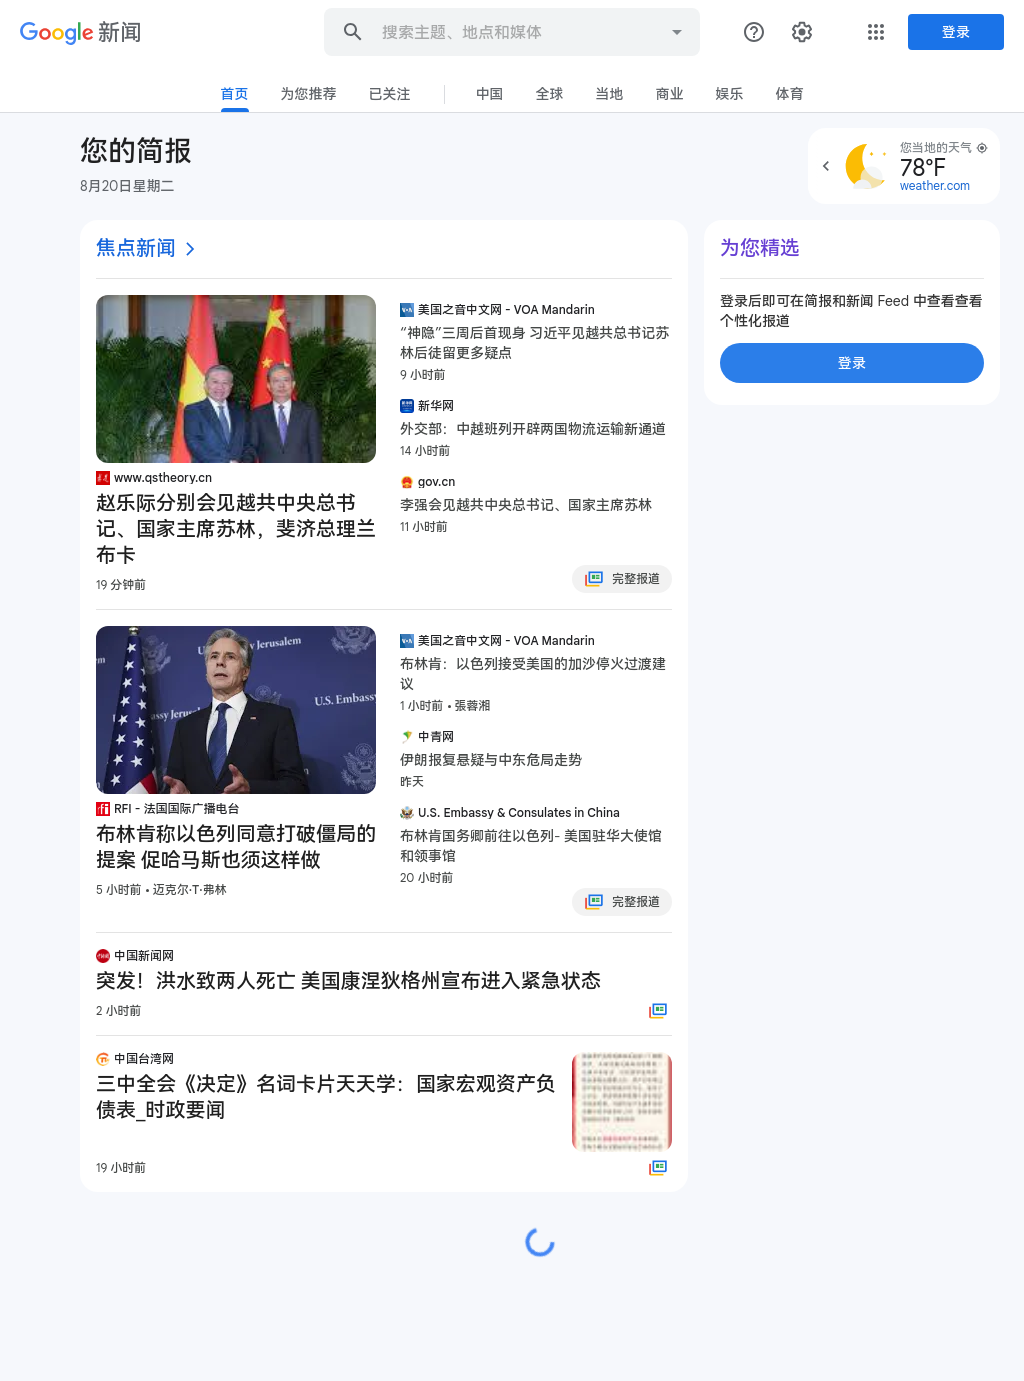 Google 新闻
搜索主题、地点和媒体
登录
首页
为您推荐
已关注
中国
全球
当地
商业
娱乐
体育
您的简报
8月20日星期二
您当地的天气
78°F
weather.com
焦点新闻
www.qstheory.cn
赵乐际分别会见越共中央总书
记、国家主席苏林，斐济总理兰
布卡
19 分钟前
美国之音中文网 - VOA Mandarin
“神隐”三周后首现身 习近平见越共总书记苏
林后徒留更多疑点
9 小时前
新华网
外交部：中越班列开辟两国物流运输新通道
14 小时前
gov.cn
李强会见越共中央总书记、国家主席苏林
11 小时前
完整报道
Embassy Jerusalem
U.S. Embassy
RFI - 法国国际广播电台
布林肯称以色列同意打破僵局的
提案 促哈马斯也须这样做
5 小时前 • 迈克尔·T·弗林
美国之音中文网 - VOA Mandarin
布林肯：以色列接受美国的加沙停火过渡建
议
1 小时前 • 張蓉湘
中青网
伊朗报复悬疑与中东危局走势
昨天
U.S. Embassy & Consulates in China
布林肯国务卿前往以色列- 美国驻华大使馆
和领事馆
20 小时前
完整报道
中国新闻网
突发！洪水致两人死亡 美国康涅狄格州宣布进入紧急状态
2 小时前
中国台湾网
三中全会《决定》名词卡片天天学：国家宏观资产负
债表_时政要闻
19 小时前
为您精选
登录后即可在简报和新闻 Feed 中查看查看
个性化报道
登录